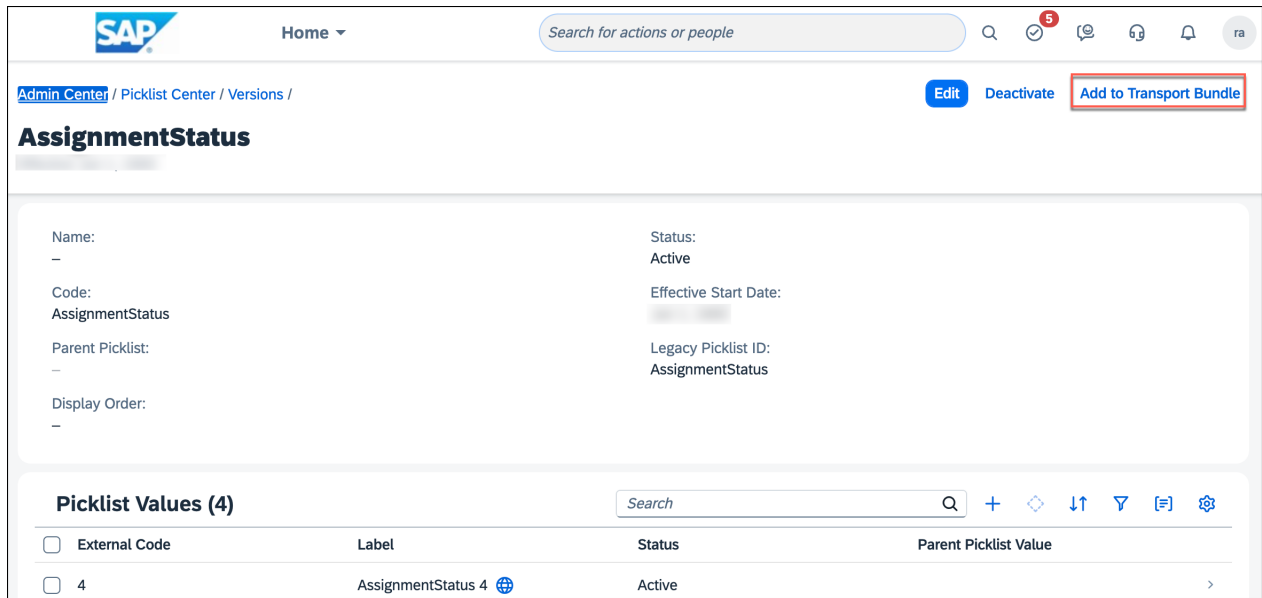 SAP Home Search for actions or people 5 ra
Admin Center / Picklist Center / Versions / Edit Deactivate Add to Transport Bundle
AssignmentStatus
Name: Status:
– Active
Code: Effective Start Date:
AssignmentStatus
Parent Picklist: Legacy Picklist ID:
– AssignmentStatus
Display Order:
–
Picklist Values (4) Search
External Code Label Status Parent Picklist Value
4 AssignmentStatus 4 Active